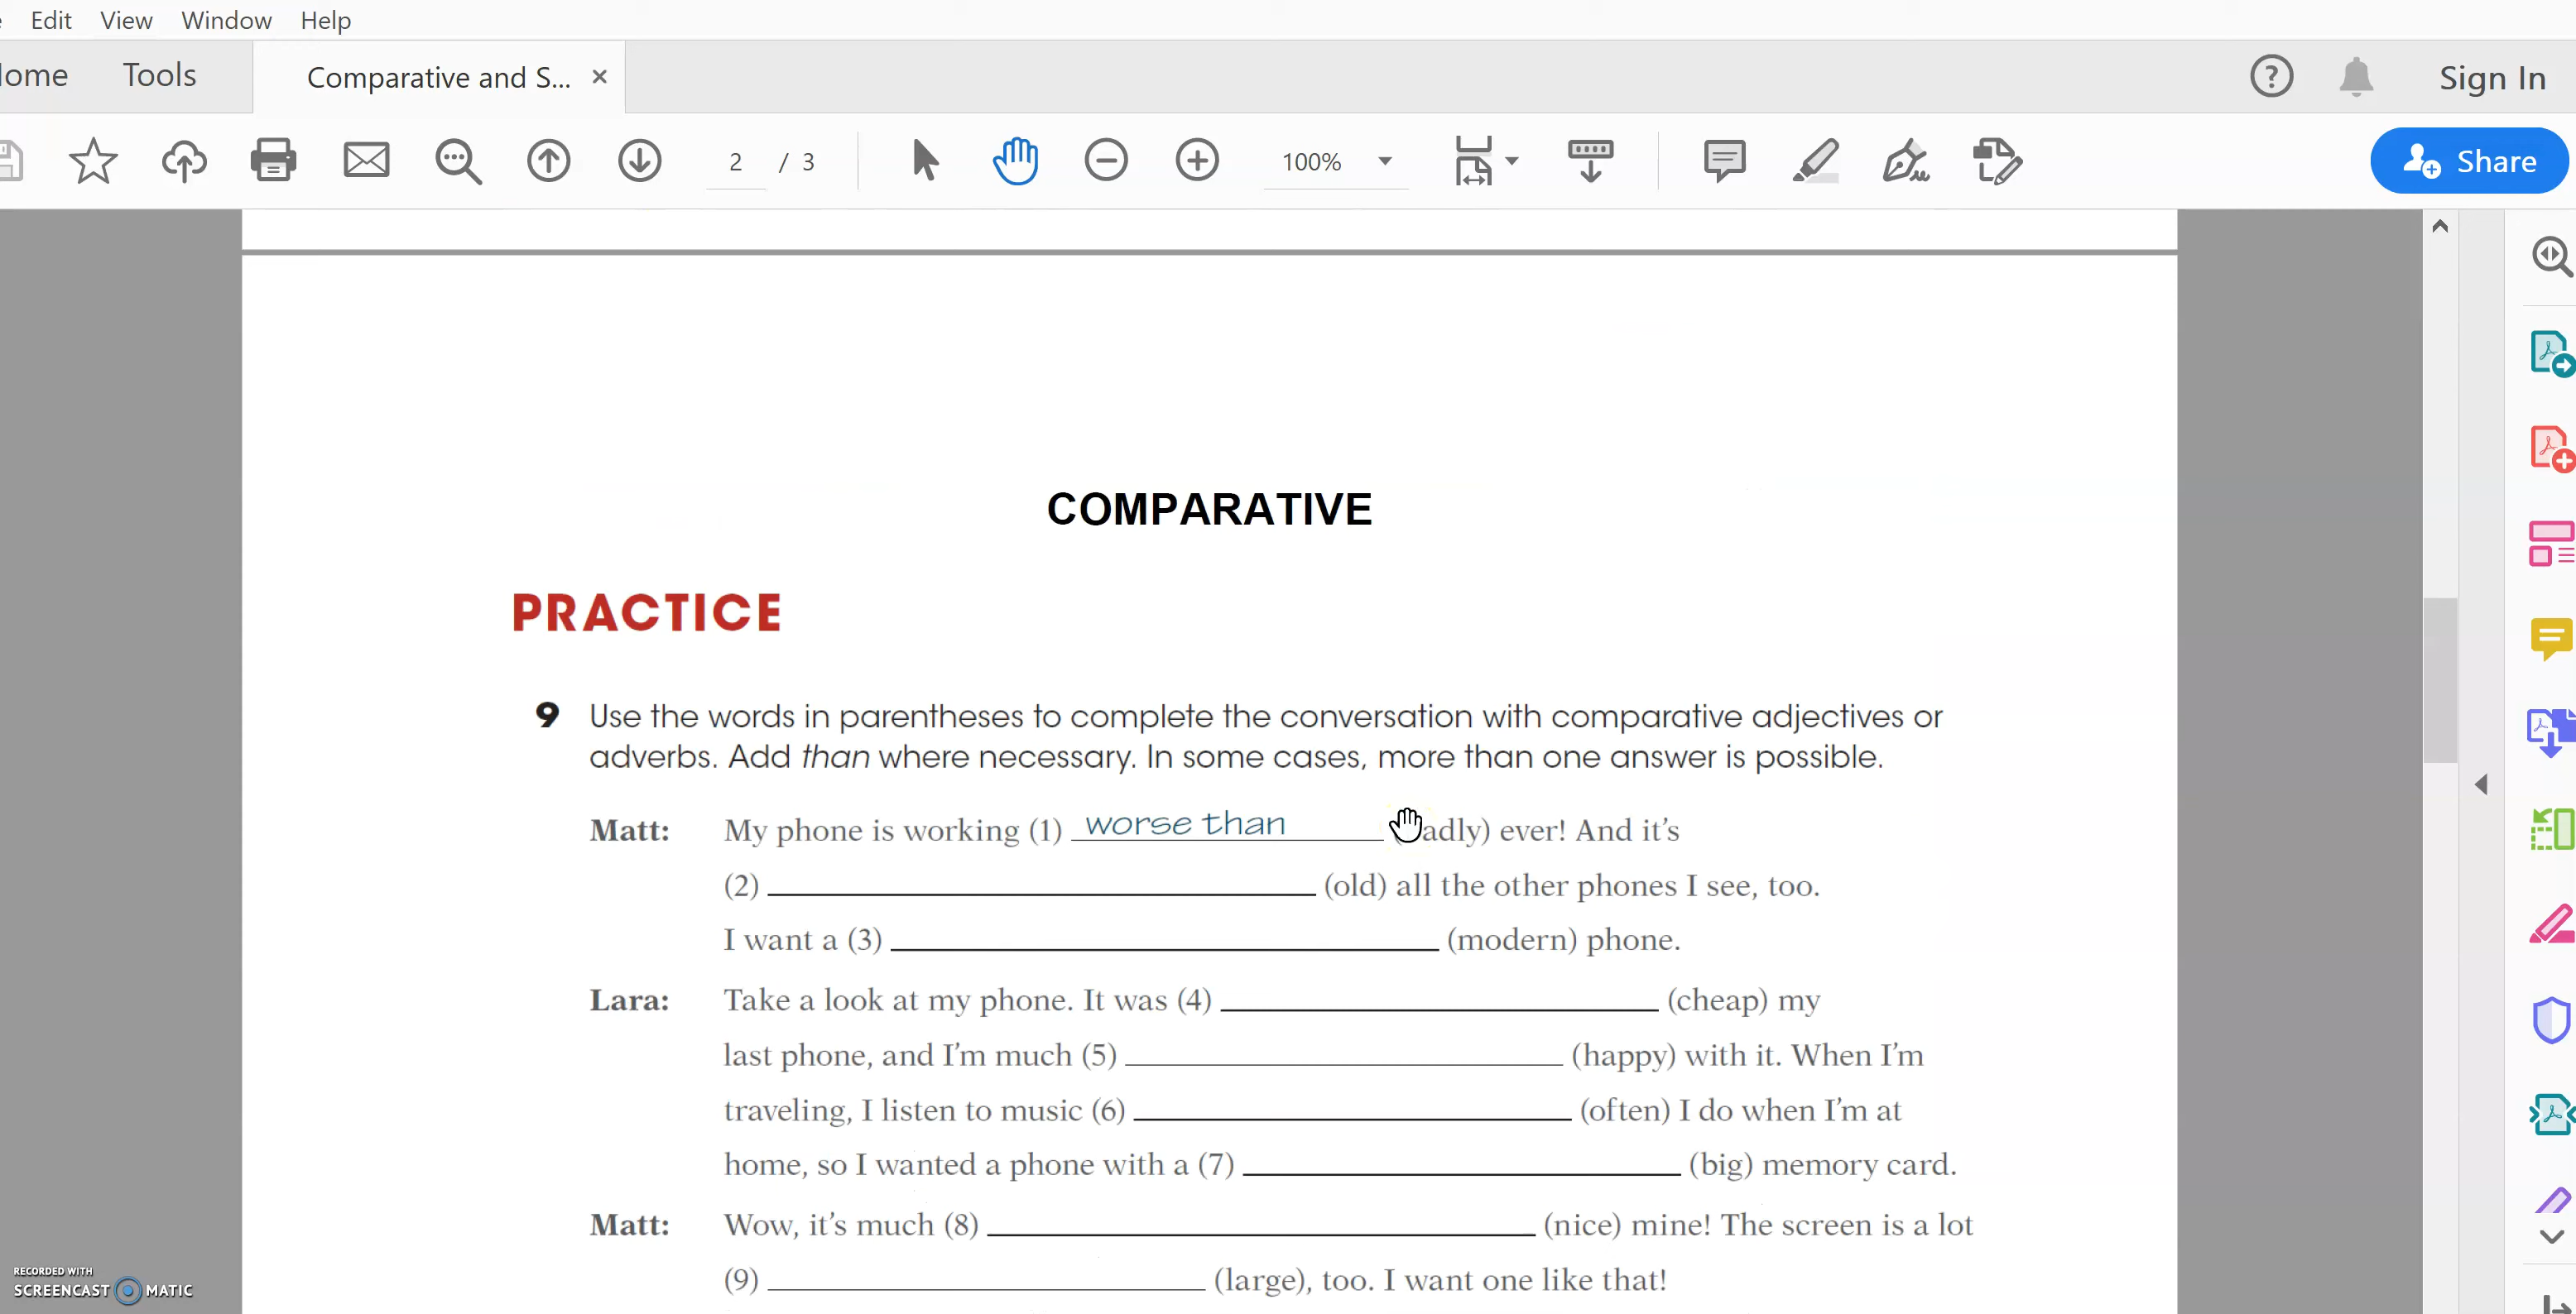 Edit View Window Help
Tools Comparative and S... × Sign In
2 / 3 100% Share
COMPARATIVE
PRACTICE
9 Use the words in parentheses to complete the conversation with comparative adjectives or
adverbs. Add than where necessary. In some cases, more than one answer is possible.
Matt: My phone is working (1) worse than adly) ever! And it's
(2) (old) all the other phones I see, too.
I want a (3) (modern) phone.
Lara: Take a look at my phone. It was (4) (cheap) my
last phone, and I'm much (5) (happy) with it. When I'm
traveling, I listen to music (6) (often) I do when I'm at
home, so I wanted a phone with a (7) (big) memory card.
Matt: Wow, it's much (8) (nice) mine! The screen is a lot
(9) (large), too. I want one like that!
RECORDED WITH
SCREENCAST MATIC